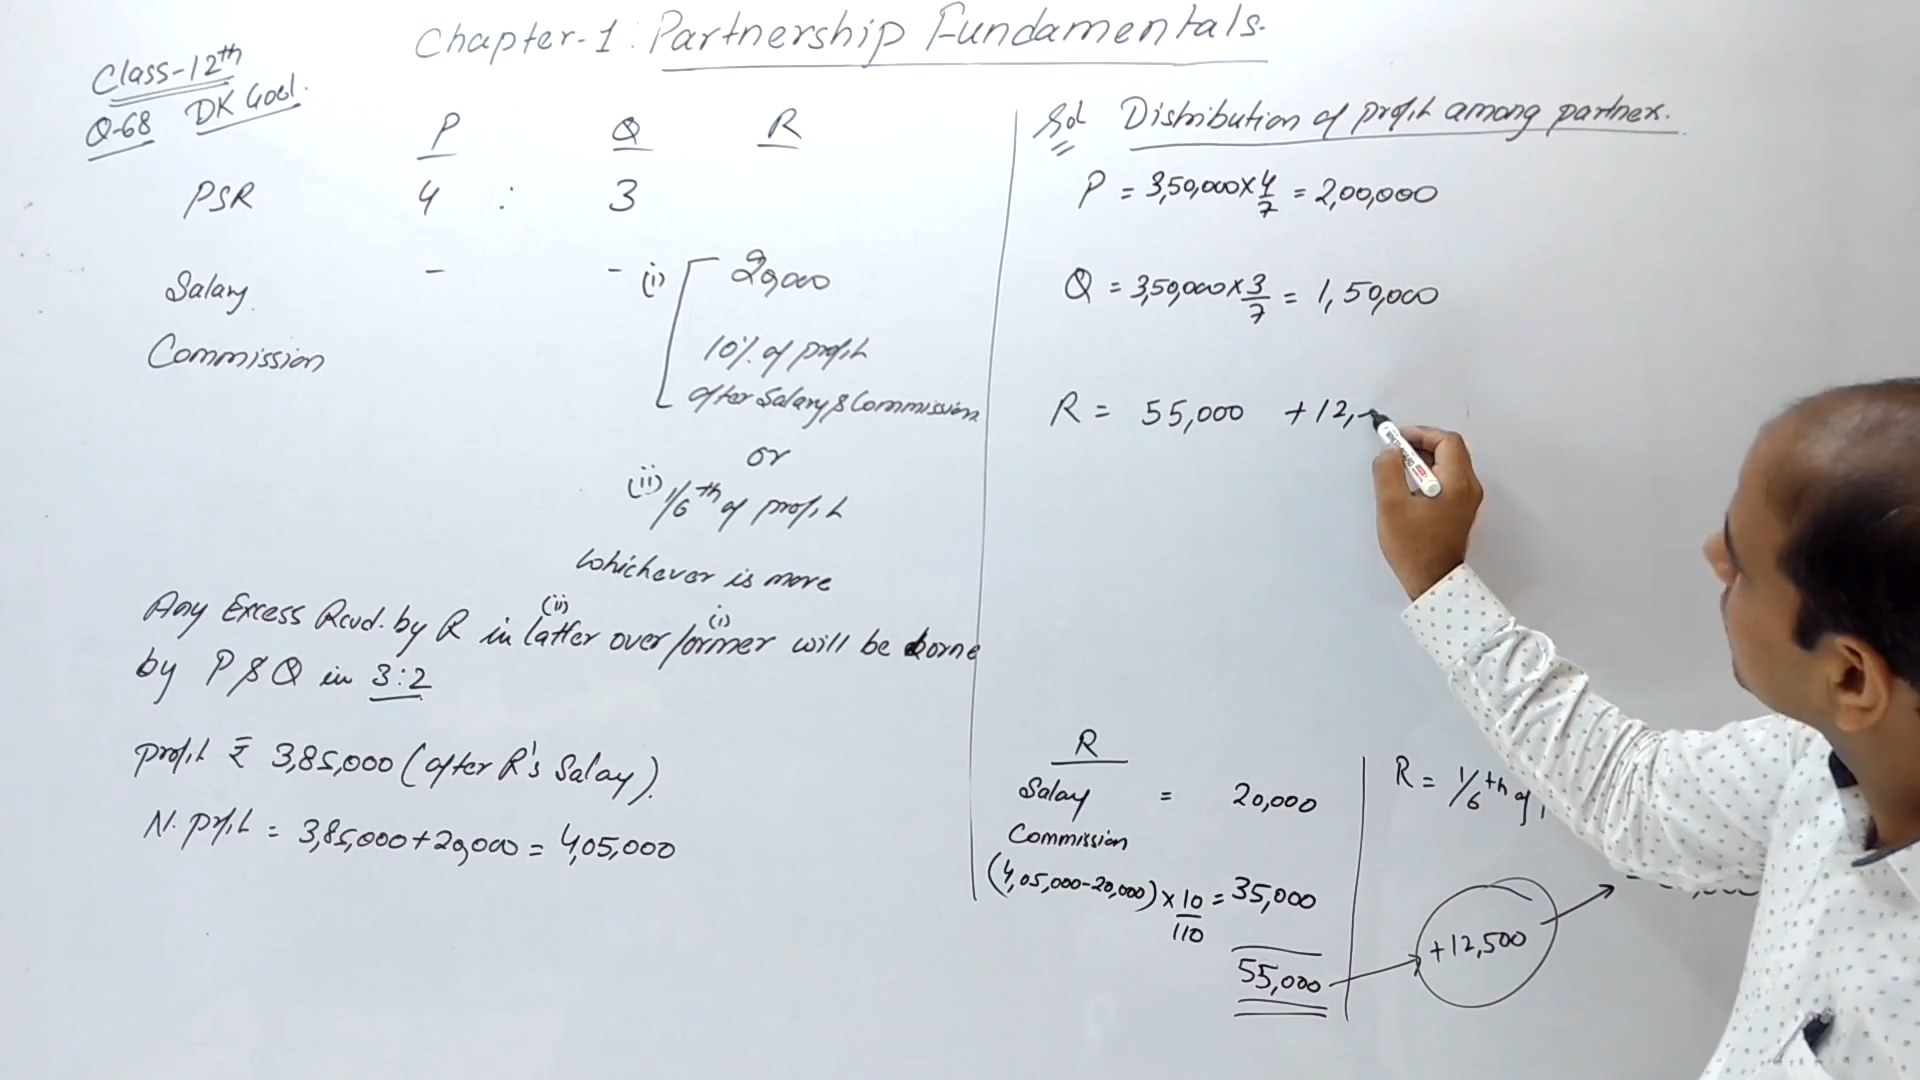 Chapter-1: Partnership Fundamentals.
Class-12th
Q-68 DK Goel.
P Q R
PSR 4 : 3
Salary - - (i) 20,000
Commission 10% of profit
after Salary & Commission
or
(ii) 1/6th of profit
Whichever is more
Any Excess Rcvd. by R in latter (ii) over former (i) will be borne
by P & Q in 3:2
profit ₹ 3,85,000 (after R's Salary).
N. profit = 3,85,000 + 20,000 = 4,05,000
Sol Distribution of profit among partner.
P = 3,50,000 × 4/7 = 2,00,000
Q = 3,50,000 × 3/7 = 1,50,000
R = 55,000 + 12,
R
Salary = 20,000
Commission
(4,05,000 - 20,000) × 10/110 = 35,000
55,000
R = 1/6th of
+12,500